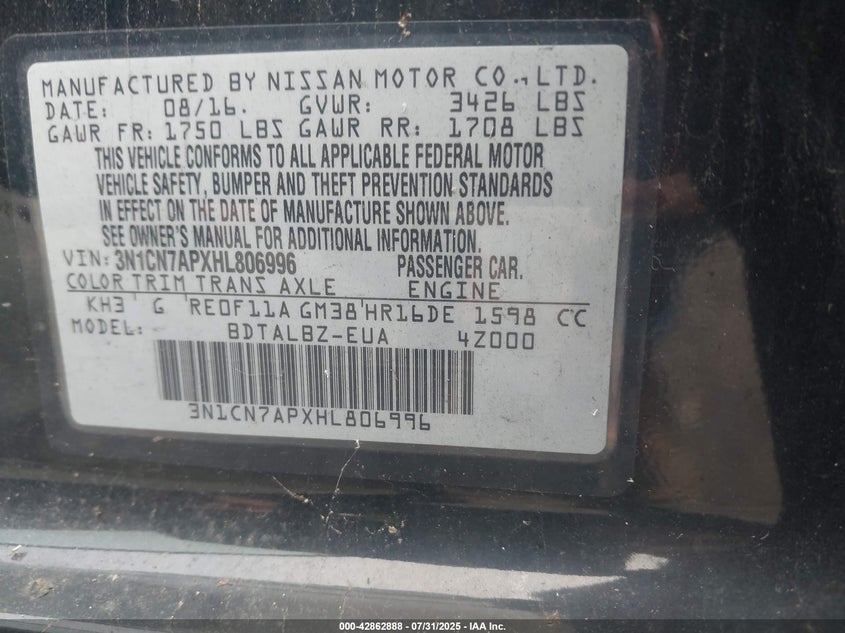 MANUFACTURED BY NISSAN MOTOR CO., LTD.
DATE: 08/16. GVWR: 3426 LBS
GAWR FR: 1750 LBS GAWR RR: 1708 LBS
THIS VEHICLE CONFORMS TO ALL APPLICABLE FEDERAL MOTOR
VEHICLE SAFETY, BUMPER AND THEFT PREVENTION STANDARDS
IN EFFECT ON THE DATE OF MANUFACTURE SHOWN ABOVE.
SEE OWNER'S MANUAL FOR ADDITIONAL INFORMATION.
VIN: 3N1CN7APXHL806996 PASSENGER CAR.
COLOR TRIM TRANS AXLE ENGINE
KH3 G RE0F11A GM38 HR16DE 1598 CC
MODEL: BDTALBZ-EUA 4Z000
3N1CN7APXHL806996
000-42862888 - 07/31/2025 - IAA Inc.